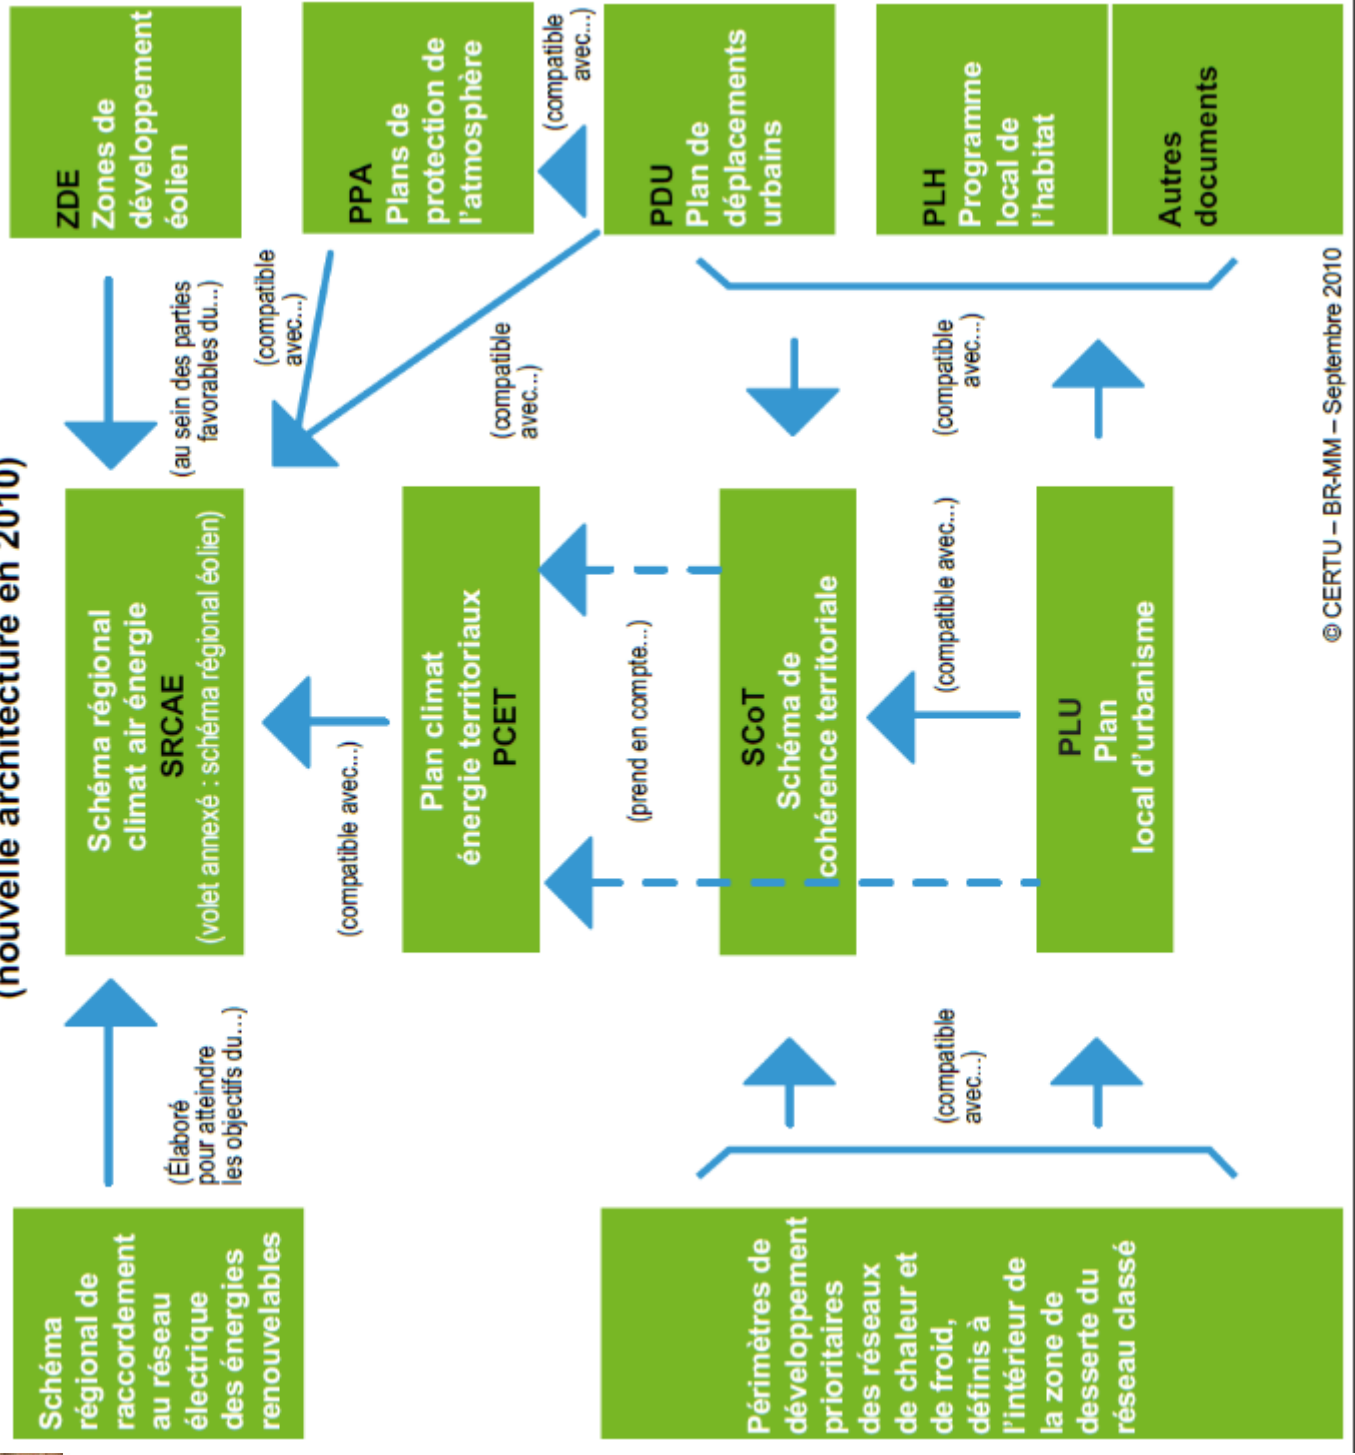 (nouvelle architecture en 2010)
Schéma
régional de
raccordement
au réseau
électrique
des énergies
renouvelables
(Élaboré
pour atteindre
les objectifs du...)
Schéma régional
climat air énergie
SRCAE
(volet annexé : schéma régional éolien)
(au sein des parties
favorables du...)
ZDE
Zones de
développement
éolien
(compatible avec...)
(compatible
avec...)
PPA
Plans de
protection de
l'atmosphère
Plan climat
énergie territoriaux
PCET
(compatible
avec...)
(compatible
avec...)
(prend en compte...)
PDU
Plan de
déplacements
urbains
Périmètres de
développement
prioritaires
des réseaux
de chaleur et
de froid,
définis à
l'intérieur de
la zone de
desserte du
réseau classé
SCoT
Schéma de
cohérence territoriale
(compatible
avec...)
(compatible avec...)
(compatible
avec...)
PLH
Programme
local de
l'habitat
PLU
Plan
local d'urbanisme
Autres
documents
© CERTU – BR-MM – Septembre 2010